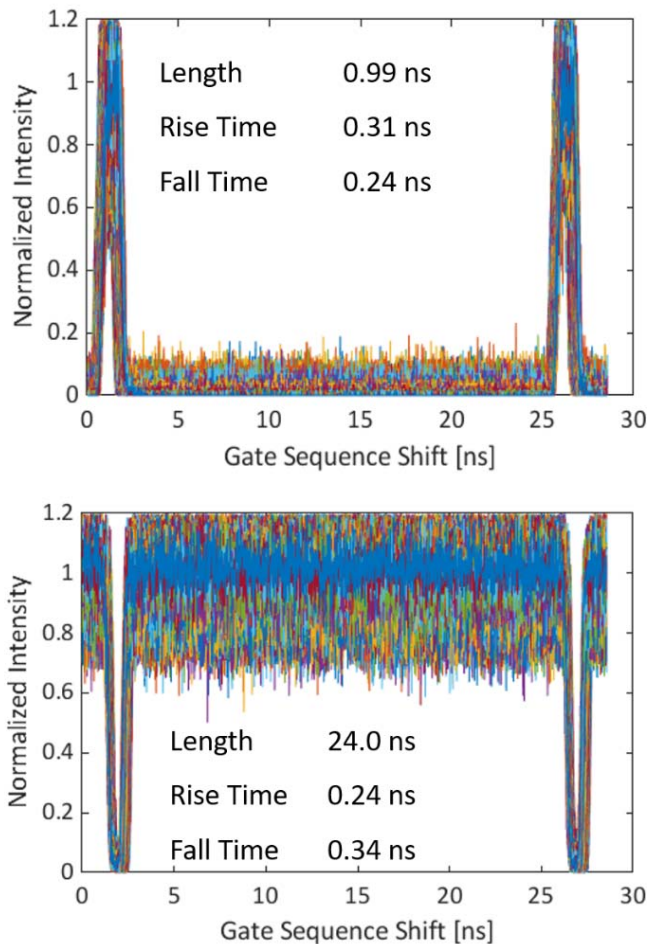 1.2
1
0.8
0.6
0.4
0.2
0
Normalized Intensity
Length 0.99 ns
Rise Time 0.31 ns
Fall Time 0.24 ns
0 5 10 15 20 25 30
Gate Sequence Shift [ns]
1.2
1
0.8
0.6
0.4
0.2
0
Normalized Intensity
Length 24.0 ns
Rise Time 0.24 ns
Fall Time 0.34 ns
0 5 10 15 20 25 30
Gate Sequence Shift [ns]